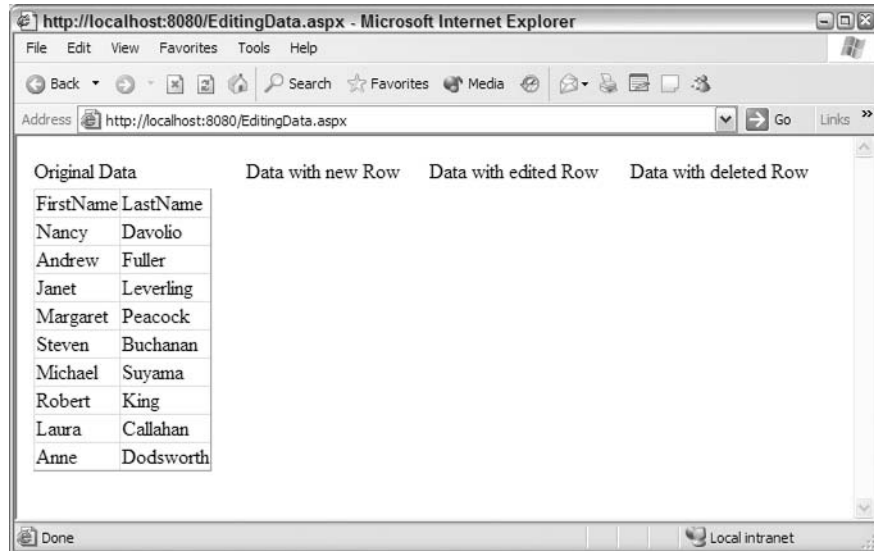 http://localhost:8080/EditingData.aspx - Microsoft Internet Explorer
File Edit View Favorites Tools Help
Back Search Favorites Media
Address http://localhost:8080/EditingData.aspx Go Links »
Original Data Data with new Row Data with edited Row Data with deleted Row
FirstName LastName
Nancy Davolio
Andrew Fuller
Janet Leverling
Margaret Peacock
Steven Buchanan
Michael Suyama
Robert King
Laura Callahan
Anne Dodsworth
Done Local intranet